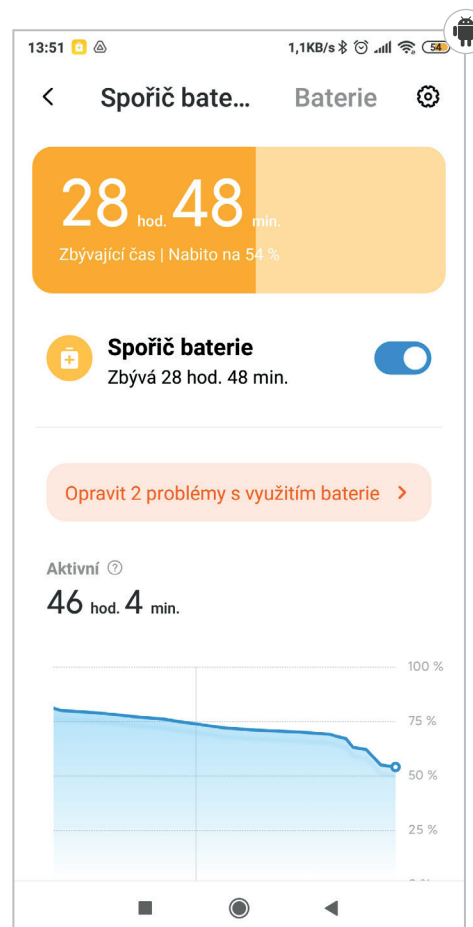 13:51 1,1KB/s 54
Spořič bate... Baterie
28 hod. 48 min.
Zbývající čas | Nabito na 54 %
Spořič baterie
Zbývá 28 hod. 48 min.
Opravit 2 problémy s využitím baterie
Aktivní
46 hod. 4 min.
100 %
75 %
50 %
25 %